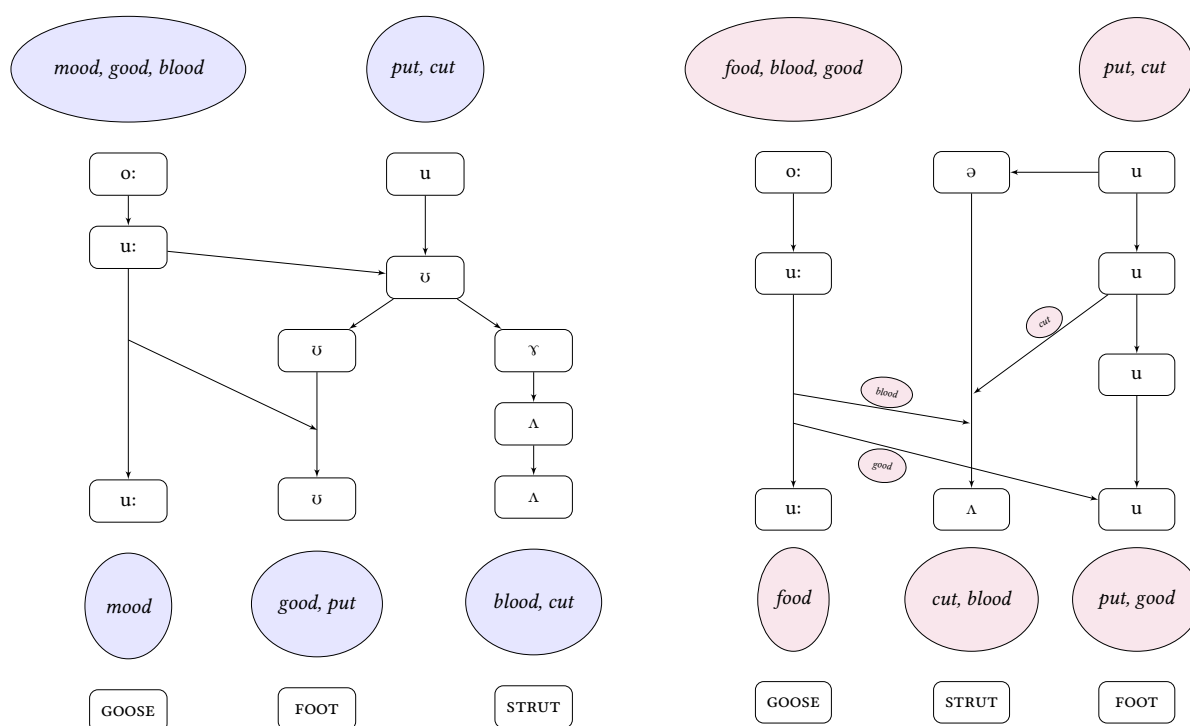 mood, good, blood
put, cut
oː
u
uː
ʊ
ʊ
ɤ
ʌ
uː
ʊ
ʌ
mood
good, put
blood, cut
GOOSE
FOOT
STRUT
food, blood, good
put, cut
oː
ə
u
uː
u
cut
u
blood
good
uː
ʌ
u
food
cut, blood
put, good
GOOSE
STRUT
FOOT